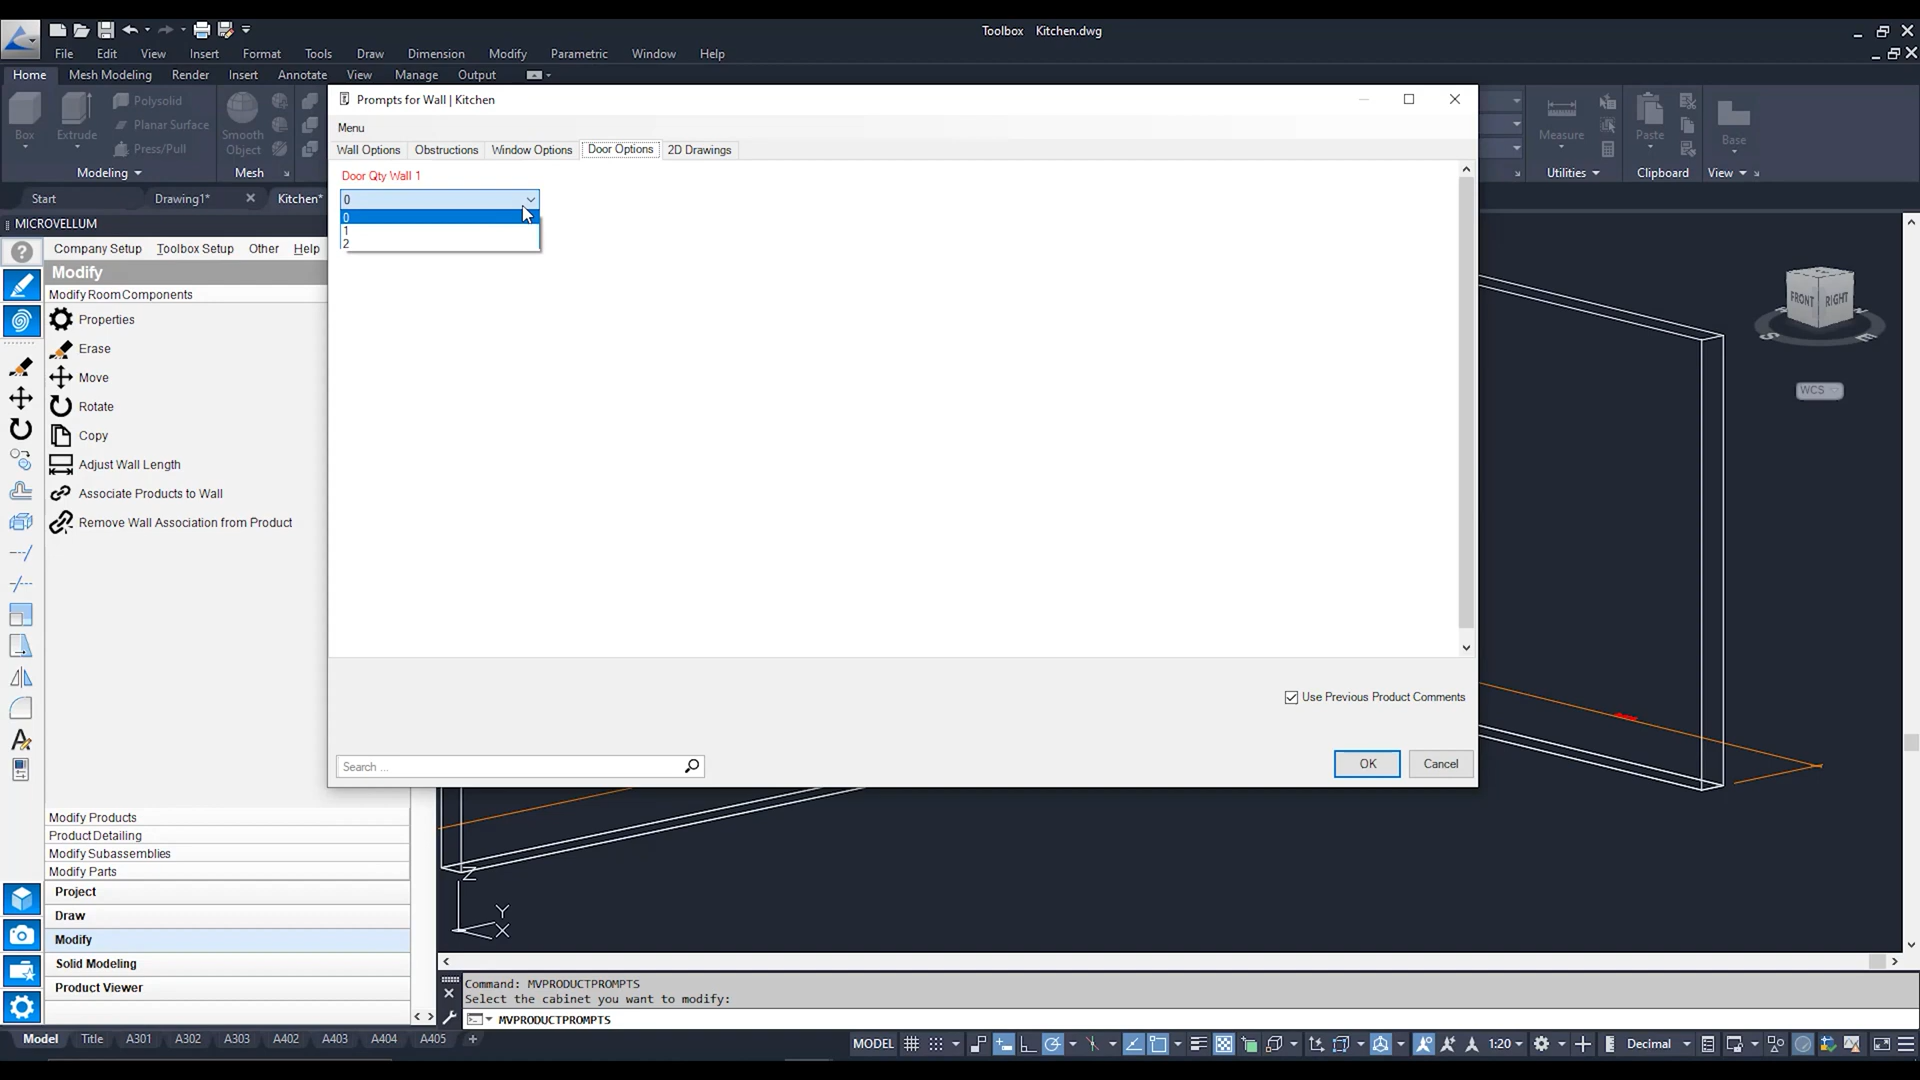 Toolbox Kitchen.dwg
File Edit View Insert Format Tools Draw Dimension Modify Parametric Window Help
Home Mesh Modeling Render Insert Annotate View Manage Output
Box
Extrude
Polysolid
Planar Surface
Press/Pull
Smooth
Object
Modeling
Mesh
Measure
Paste
Base
Utilities
Clipboard
View
Start
Drawing1*
Kitchen*
MICROVELLUM
Company Setup Toolbox Setup Other Help
Modify
Modify Room Components
Properties
Erase
Move
Rotate
Copy
Adjust Wall Length
Associate Products to Wall
Remove Wall Association from Product
Modify Products
Product Detailing
Modify Subassemblies
Modify Parts
Project
Draw
Modify
Solid Modeling
Product Viewer
Prompts for Wall | Kitchen
Menu
Wall Options Obstructions Window Options Door Options 2D Drawings
Door Qty Wall 1
0
0
1
2
Use Previous Product Comments
Search ...
OK
Cancel
FRONT
RIGHT
S
E
WCS
Z
Y
X
Command: MVPRODUCTPROMPTS
Select the cabinet you want to modify:
MVPRODUCTPROMPTS
Model Title A301 A302 A303 A402 A403 A404 A405 +
MODEL
1:20
Decimal